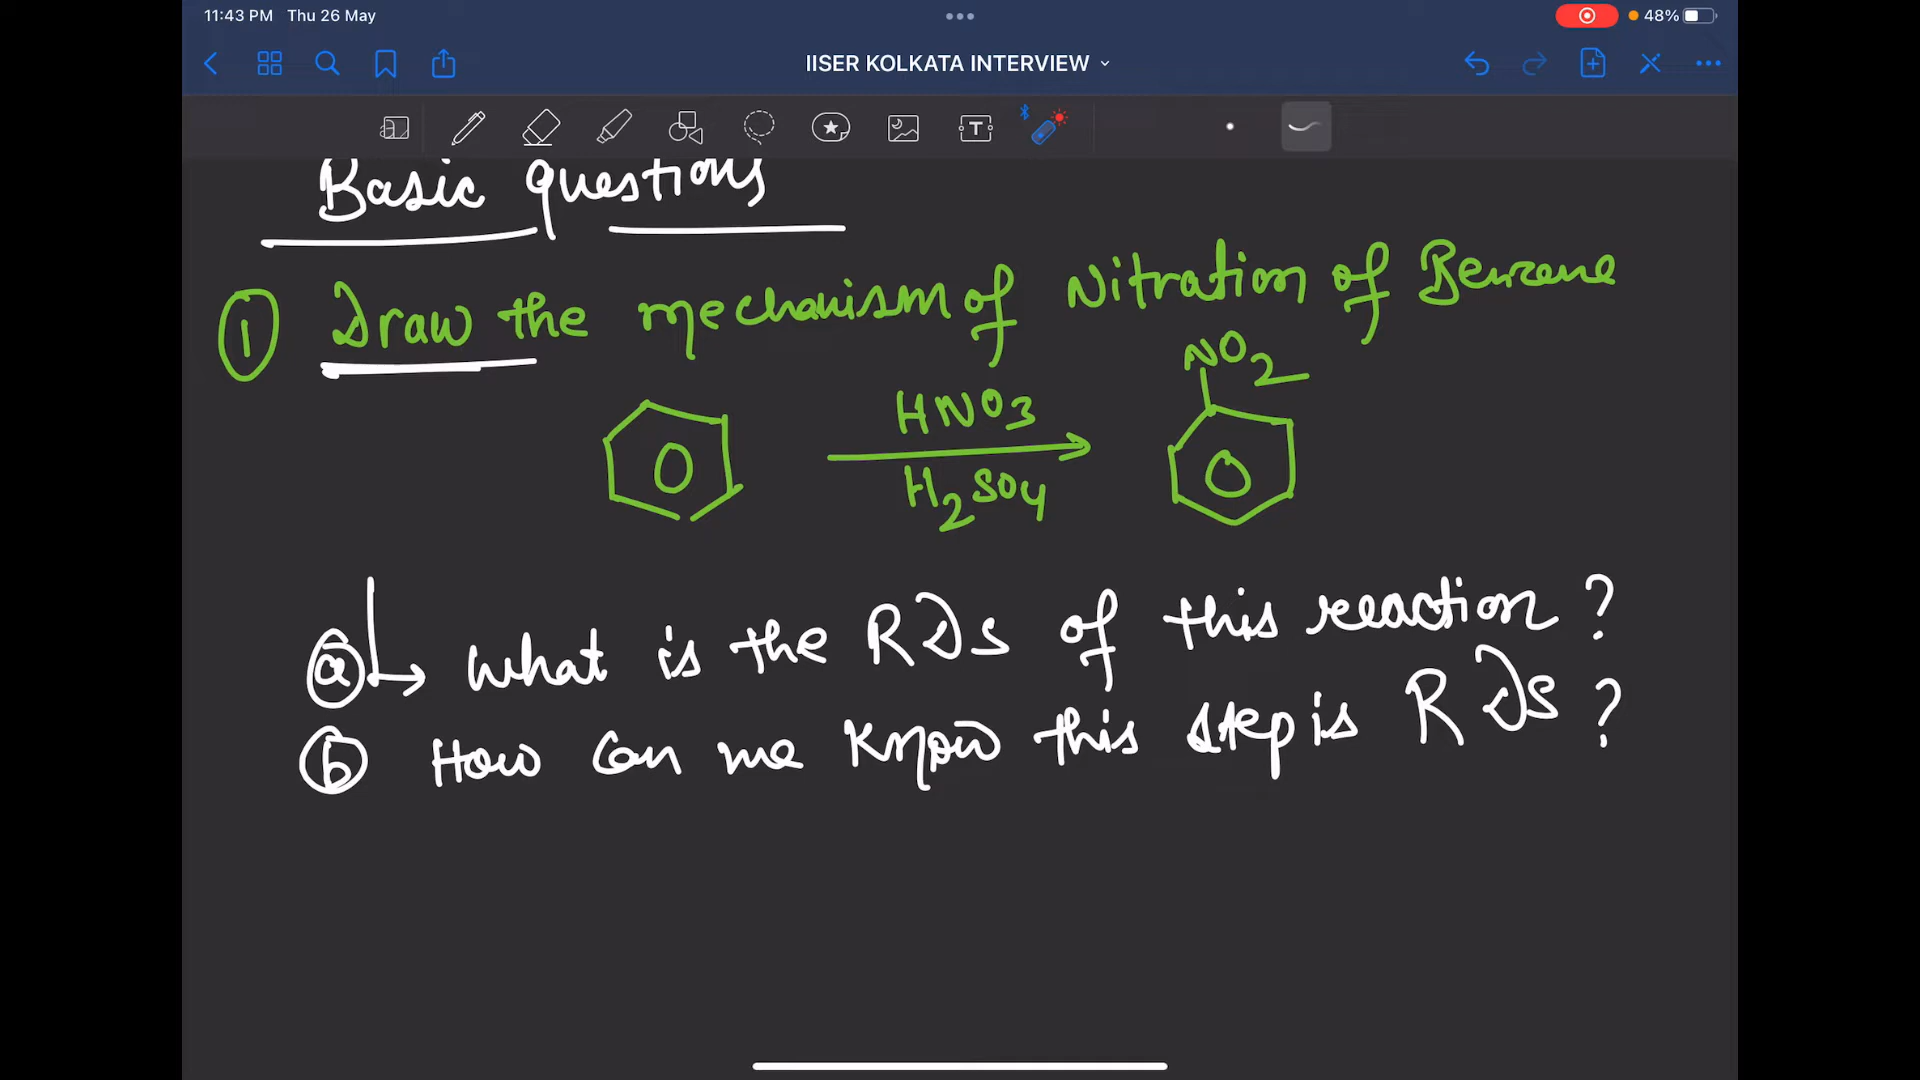 11:43 PM Thu 26 May
48%
IISER KOLKATA INTERVIEW
Basic Questions
① Draw the mechanism of Nitration of Benzene
NO2
HNO3
H2SO4
ⓐ What is the RDS of this reaction?
ⓑ How can we know this step is RDS?